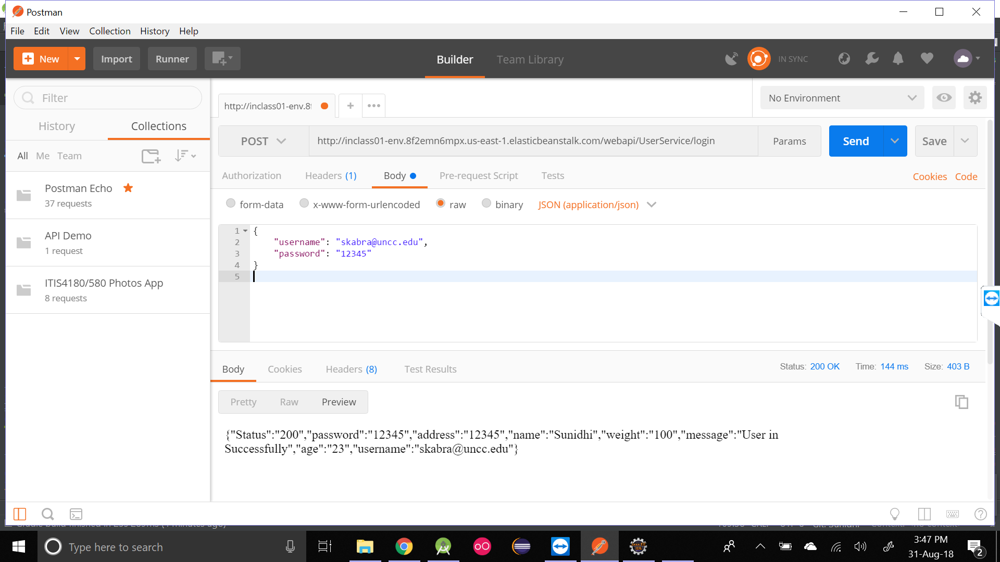 Postman
File Edit View Collection History Help
New Import Runner Builder Team Library IN SYNC
Filter
History Collections
All Me Team
Postman Echo
37 requests
API Demo
1 request
ITIS4180/580 Photos App
8 requests
http://inclass01-env.8f + ••• No Environment
POST http://inclass01-env.8f2emn6mpx.us-east-1.elasticbeanstalk.com/webapi/UserService/login Params Send Save
Authorization Headers (1) Body Pre-request Script Tests Cookies Code
form-data x-www-form-urlencoded raw binary JSON (application/json)
1 {
2 "username": "skabra@uncc.edu",
3 "password": "12345"
4 }
5
Body Cookies Headers (8) Test Results Status: 200 OK Time: 144 ms Size: 403 B
Pretty Raw Preview
{"Status":"200","password":"12345","address":"12345","name":"Sunidhi","weight":"100","message":"User in
Successfully","age":"23","username":"skabra@uncc.edu"}
Type here to search
Java EE
IDE
3:47 PM
31-Aug-18
2